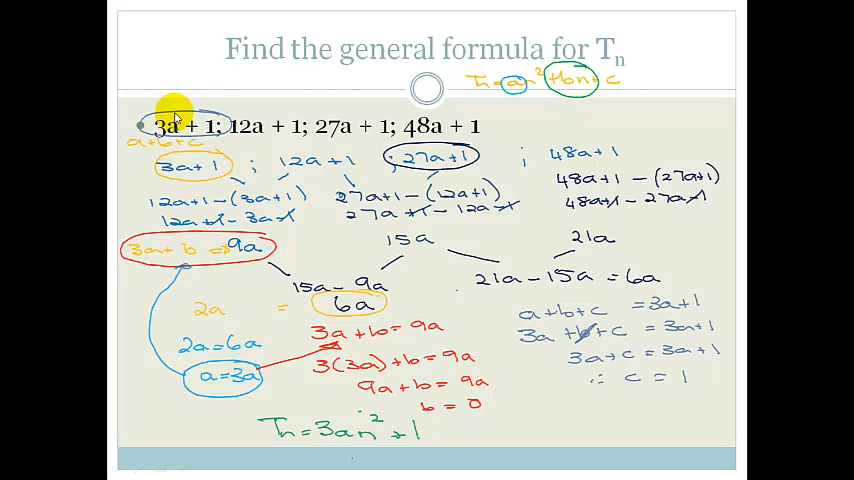 Find the general formula for Tn
Tn = an² + bn + c
3a + 1; 12a + 1; 27a + 1; 48a + 1
a+b+c
3a+1 ; 12a+1 ; 27a+1 ; 48a+1
12a+1 - (3a+1) 27a+1 - (12a+1) 48a+1 - (27a+1)
12a+1 - 3a-1 27a+1 - 12a-1 48a+1 - 27a-1
3a+b = 9a 15a 21a
15a - 9a 21a - 15a = 6a
2a = 6a
2a = 6a
a = 3a
3a + b = 9a
3(3a) + b = 9a
9a + b = 9a
b = 0
a+b+c = 3a+1
3a + b + c = 3a+1
3a+c = 3a+1
∴ c = 1
Tn = 3an² + 1